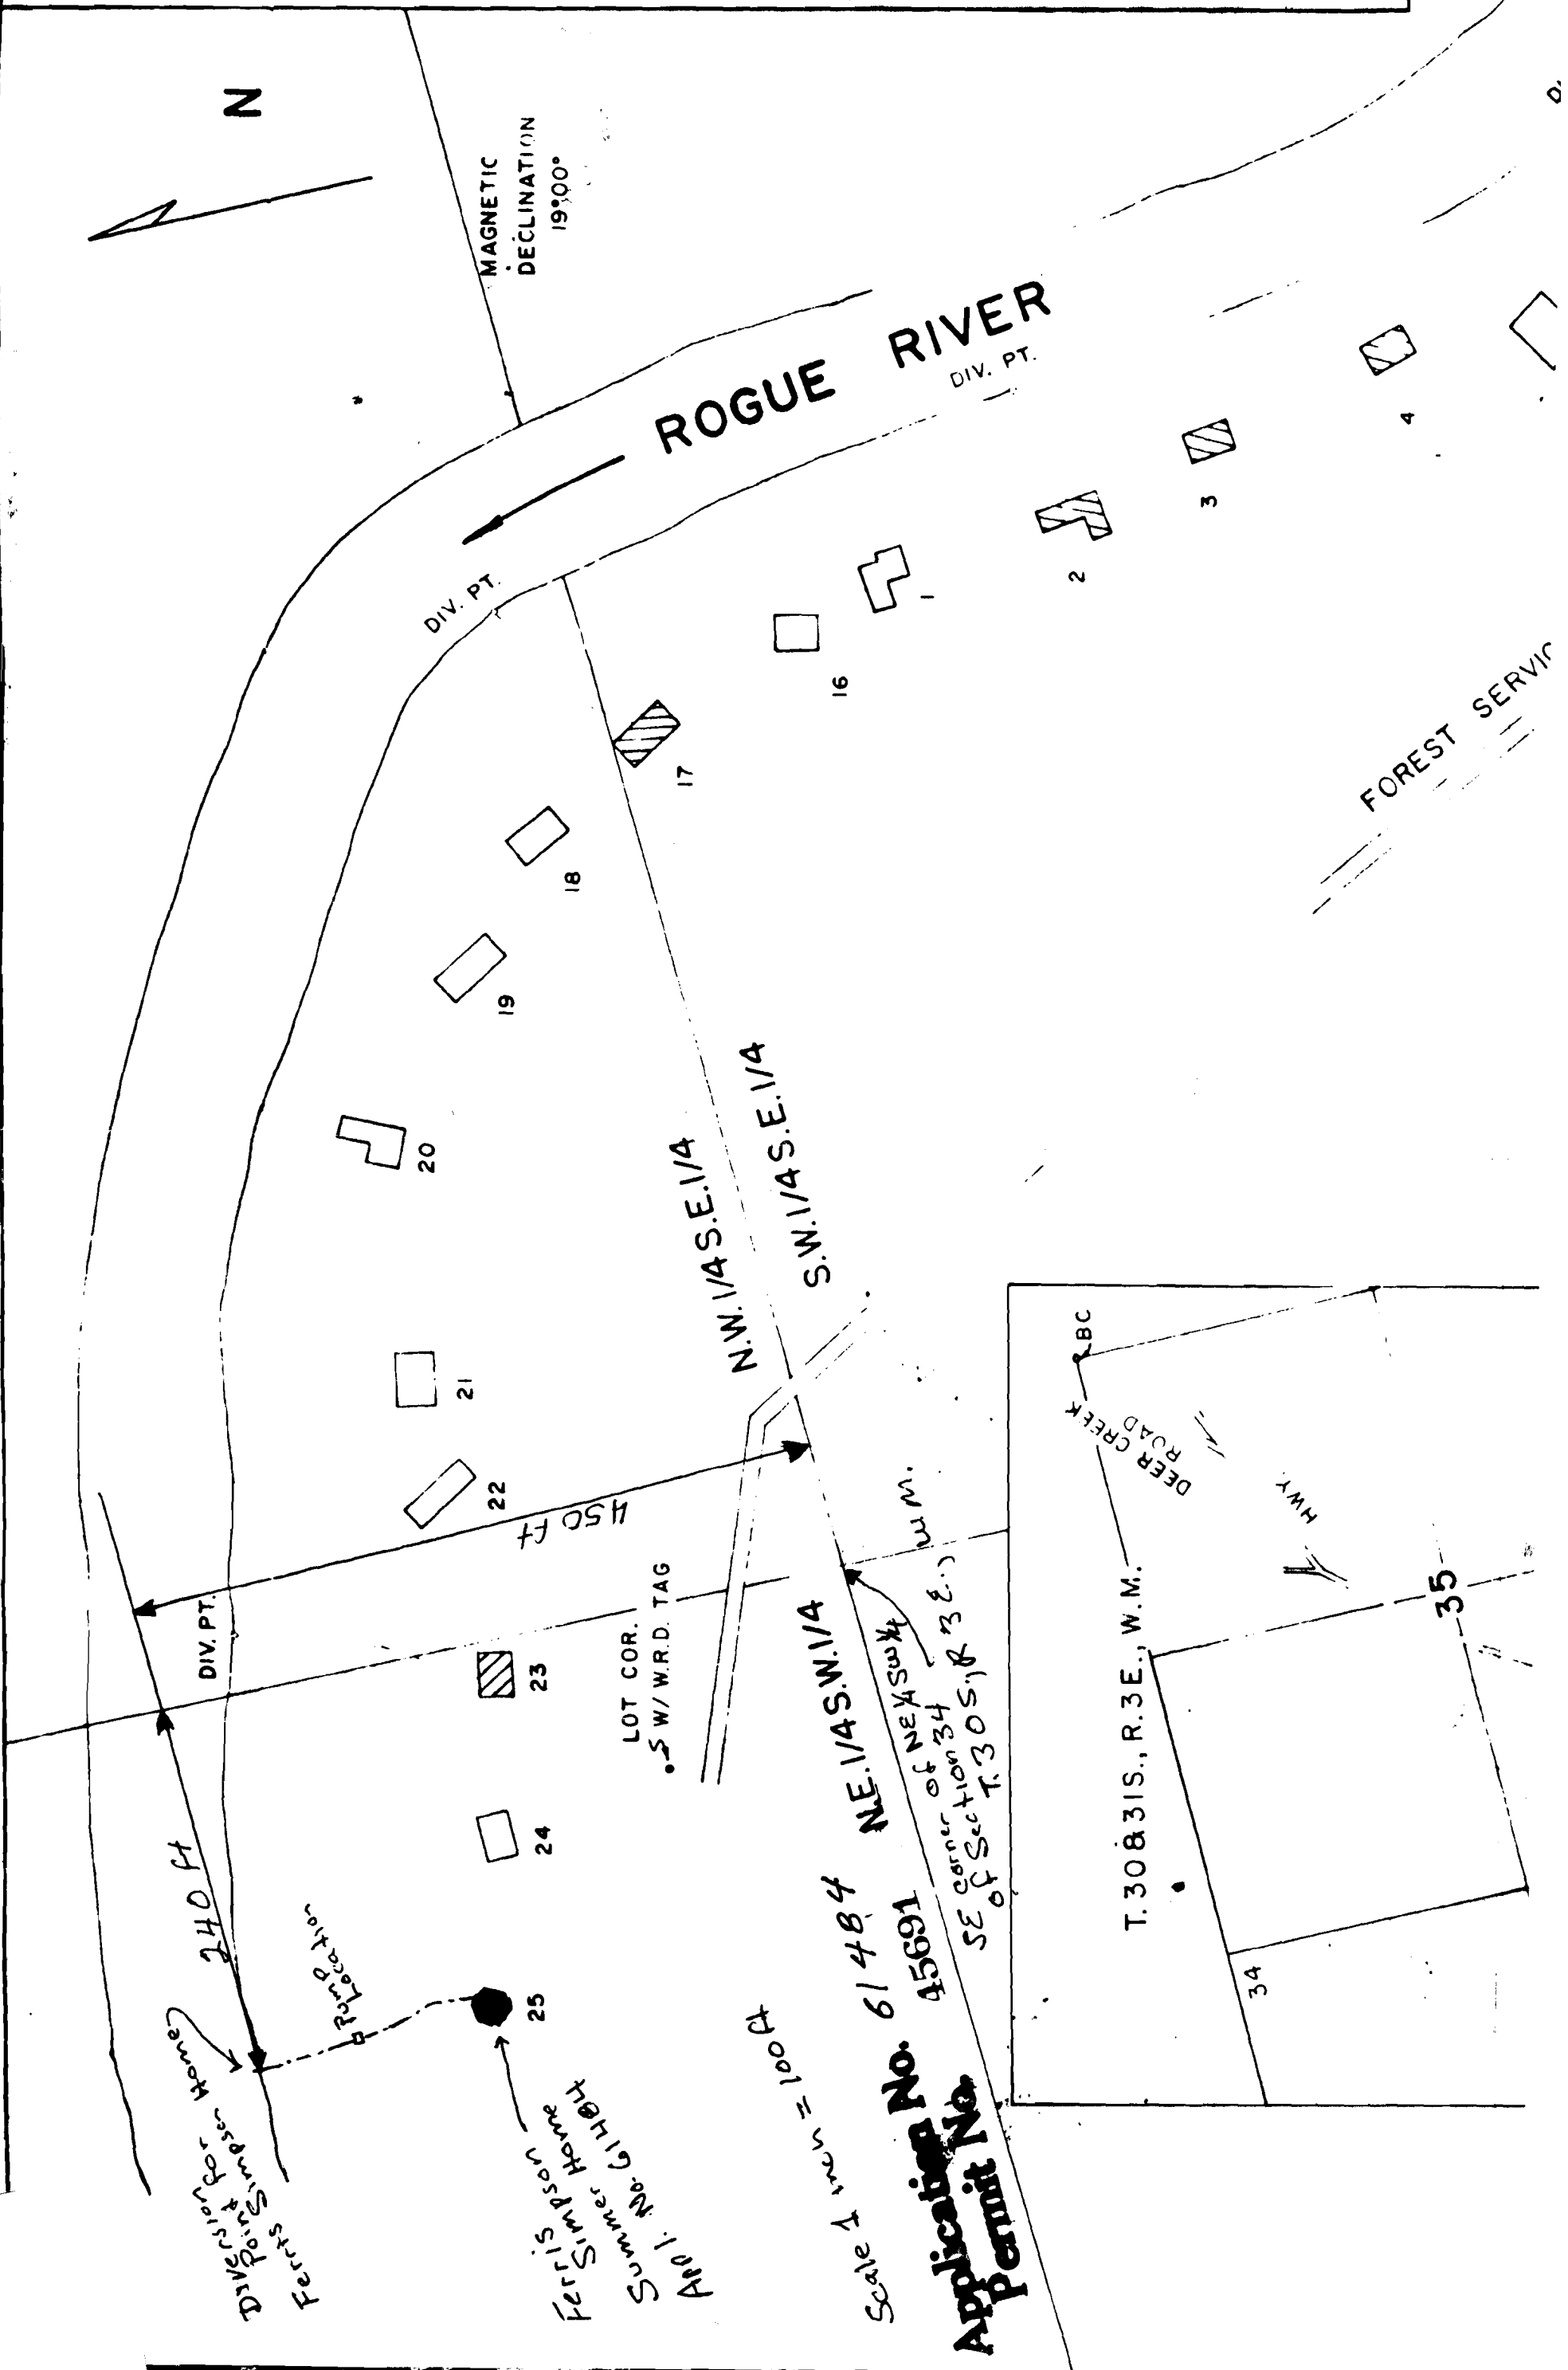 N
MAGNETIC
DECLINATION
19°00°
ROGUE RIVER
DIV. PT.
DIV. PT.
DIV. PT.
240 ft
450 ft
Diversion
Point for
Ferris Simpson Home
Pump
Location
Ferris
Simpson
Summer Home
Appl. No. 61484
25
24
23
22
21
20
19
18
17
16
1
2
3
4
LOT COR.
W/ W.R.D. TAG
N.W.1/4 S.E.1/4
S.W.1/4 S.E.1/4
N.E.1/4 S.W.1/4
FOREST SERVIC
SE Corner of NE¼ SW¼
of Section 34
T.30S., R 3 E., W.M.
Scale 1 inch = 100 ft
Application No. 61484
Permit No. 45691
T. 30 & 31S., R. 3E., W.M.
RBC
DEER CREEK
ROAD
HWY
34
35